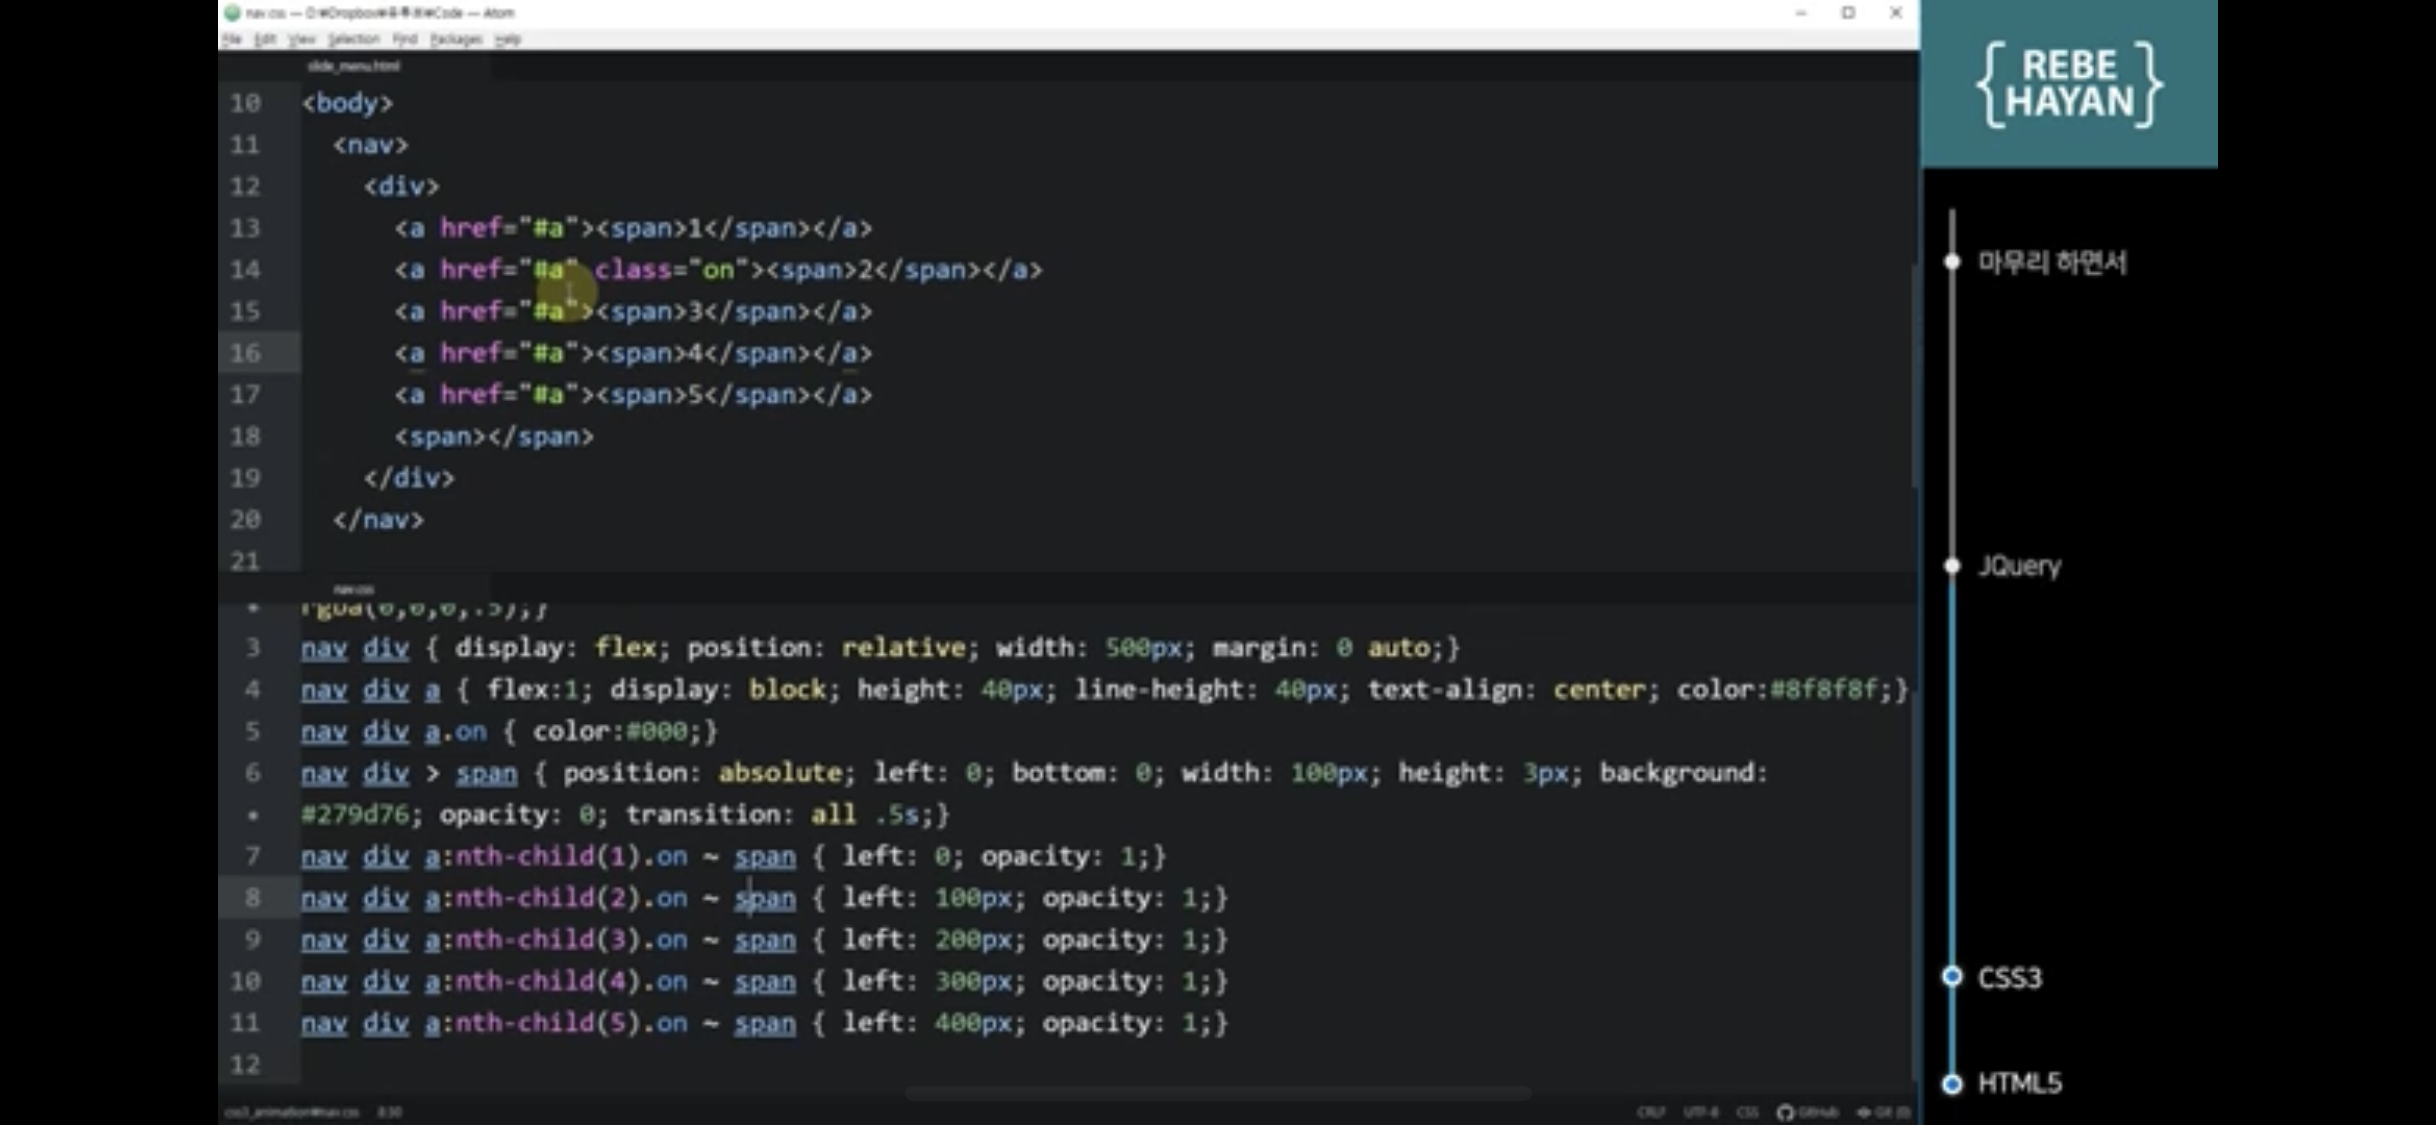 nav.css — D:\Dropbox\유튜브\Code — Atom
File Edit View Selection Find Packages Help
slide_menu.html
10 <body>
11 <nav>
12 <div>
13 <a href="#a"><span>1</span></a>
14 <a href="#a" class="on"><span>2</span></a>
15 <a href="#a"><span>3</span></a>
16 <a href="#a"><span>4</span></a>
17 <a href="#a"><span>5</span></a>
18 <span></span>
19 </div>
20 </nav>
21
nav.css
• rgba(0,0,0,.5);}
3 nav div { display: flex; position: relative; width: 500px; margin: 0 auto;}
4 nav div a { flex:1; display: block; height: 40px; line-height: 40px; text-align: center; color:#8f8f8f;}
5 nav div a.on { color:#000;}
6 nav div > span { position: absolute; left: 0; bottom: 0; width: 100px; height: 3px; background:
• #279d76; opacity: 0; transition: all .5s;}
7 nav div a:nth-child(1).on ~ span { left: 0; opacity: 1;}
8 nav div a:nth-child(2).on ~ span { left: 100px; opacity: 1;}
9 nav div a:nth-child(3).on ~ span { left: 200px; opacity: 1;}
10 nav div a:nth-child(4).on ~ span { left: 300px; opacity: 1;}
11 nav div a:nth-child(5).on ~ span { left: 400px; opacity: 1;}
12
css3_animation\nav.css 8:30
CRLF UTF-8 CSS GitHub Git (0)
{REBE
HAYAN}
마무리 하면서
JQuery
CSS3
HTML5